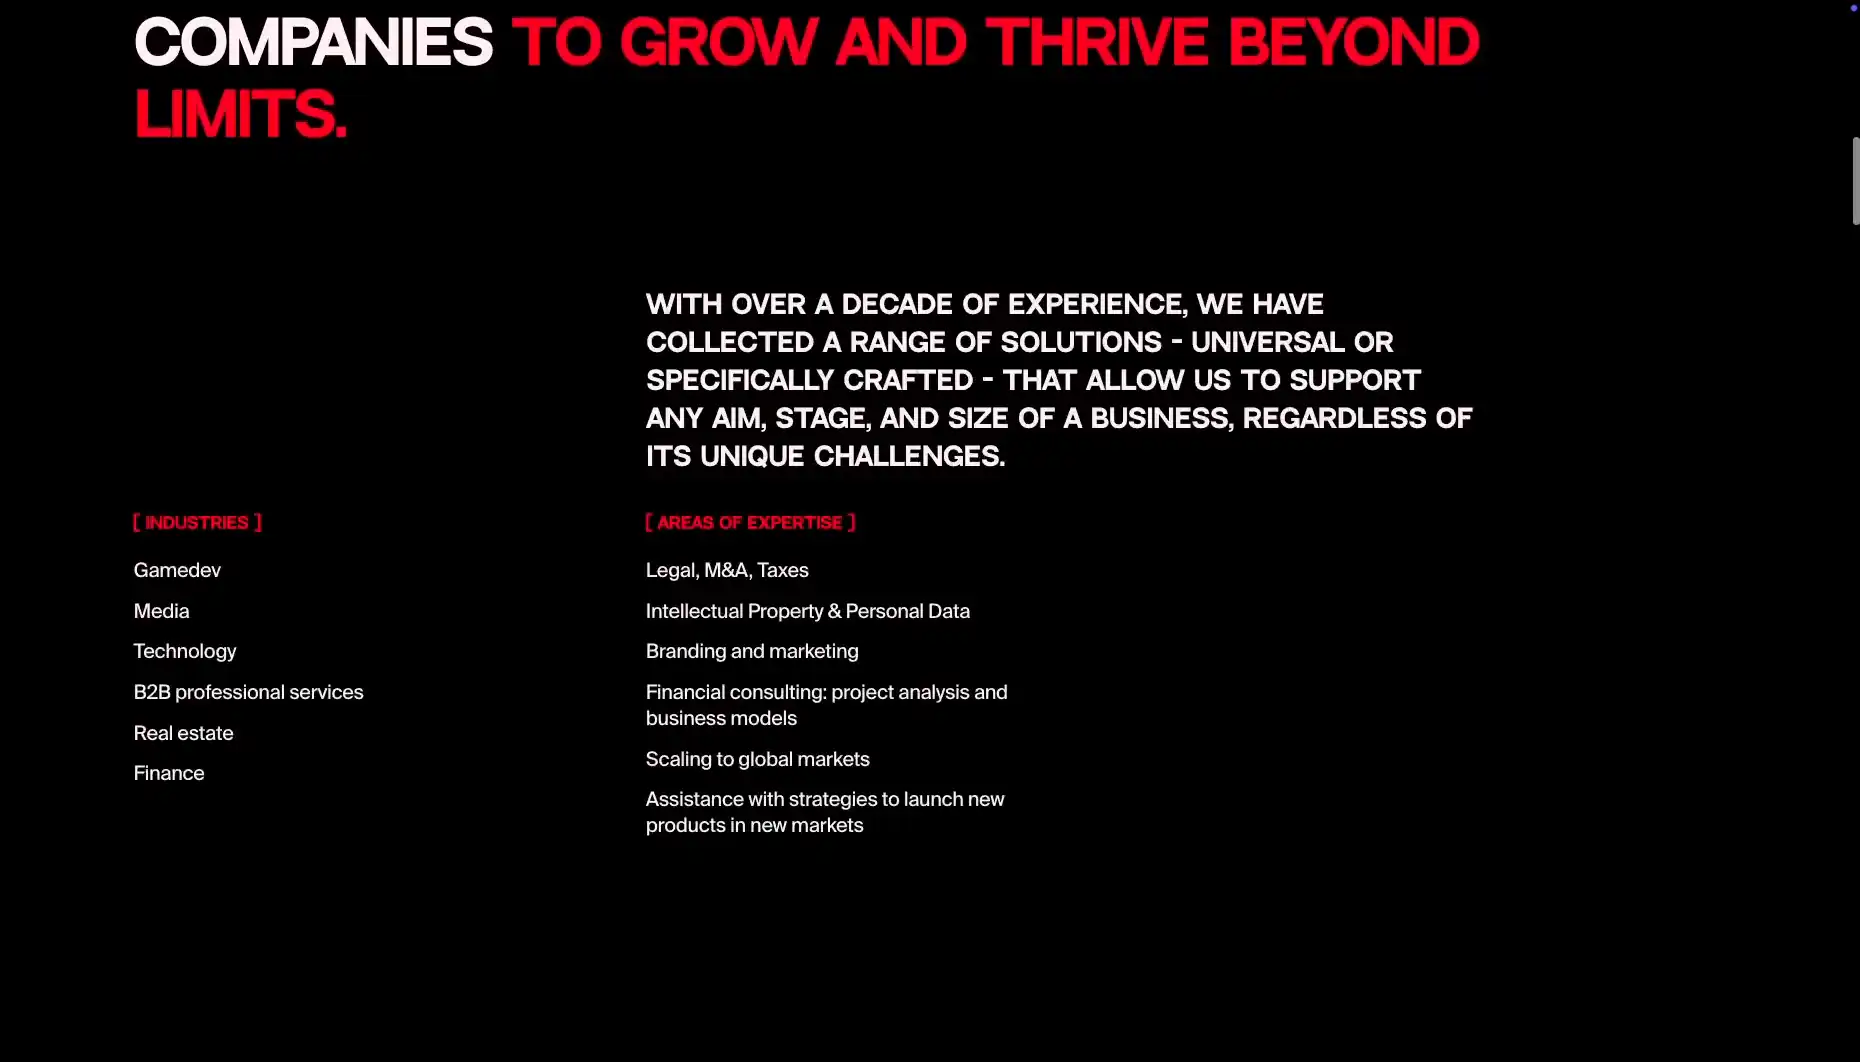 COMPANIES TO GROW AND THRIVE BEYOND
LIMITS.
WITH OVER A DECADE OF EXPERIENCE, WE HAVE
COLLECTED A RANGE OF SOLUTIONS - UNIVERSAL OR
SPECIFICALLY CRAFTED - THAT ALLOW US TO SUPPORT
ANY AIM, STAGE, AND SIZE OF A BUSINESS, REGARDLESS OF
ITS UNIQUE CHALLENGES.
[ INDUSTRIES ]
Gamedev
Media
Technology
B2B professional services
Real estate
Finance
[ AREAS OF EXPERTISE ]
Legal, M&A, Taxes
Intellectual Property & Personal Data
Branding and marketing
Financial consulting: project analysis and
business models
Scaling to global markets
Assistance with strategies to launch new
products in new markets